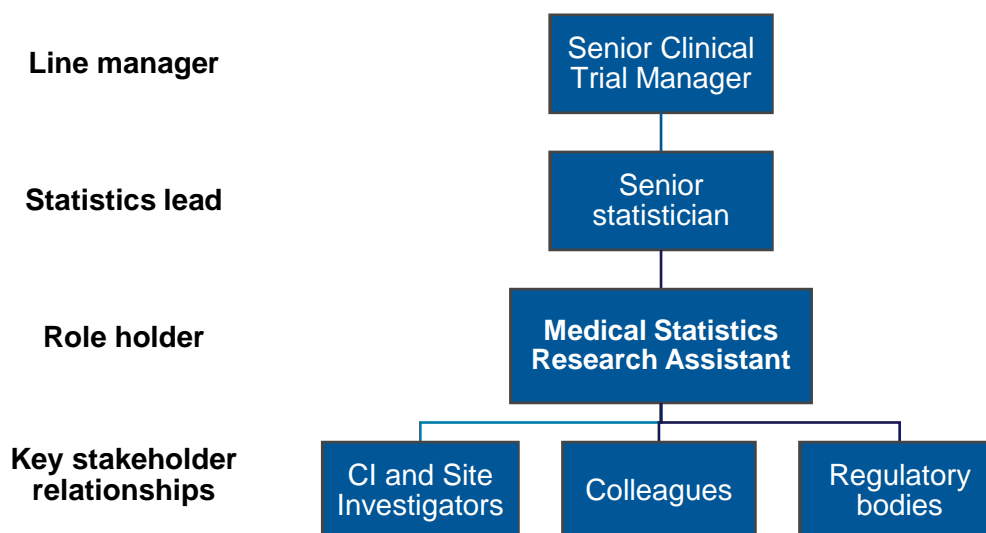 Line manager
Senior Clinical
Trial Manager
Statistics lead
Senior
statistician
Role holder
Medical Statistics
Research Assistant
Key stakeholder
relationships
CI and Site
Investigators
Colleagues
Regulatory
bodies